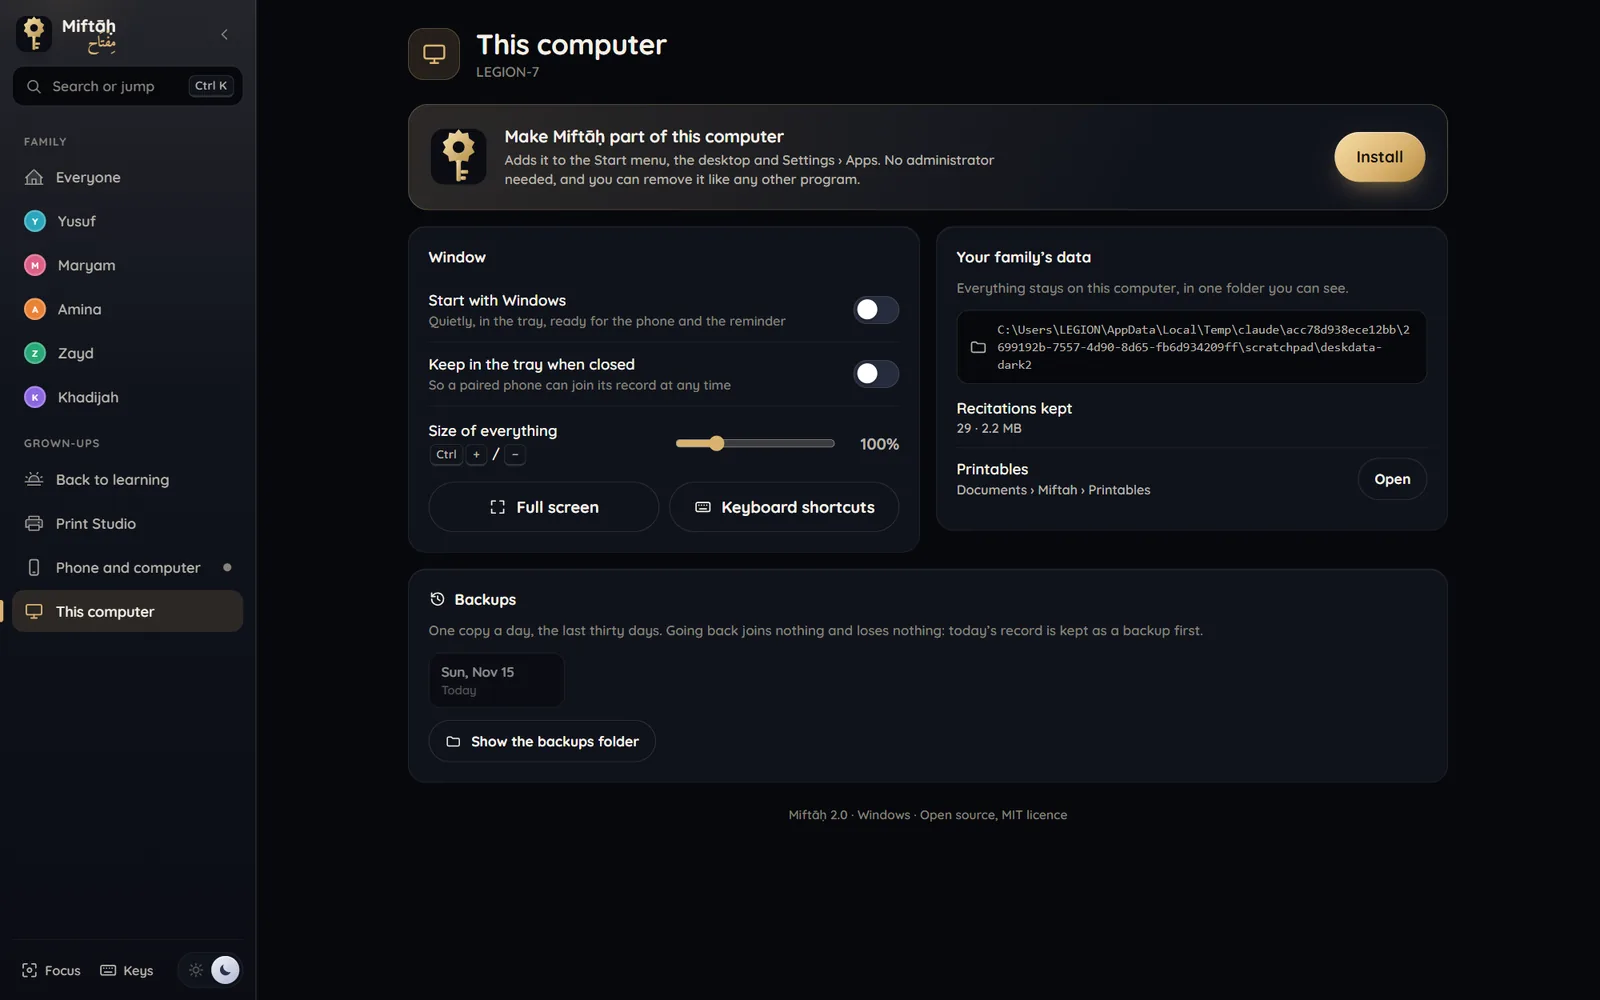 Miftāḥ
مِفتاح
Search or jump
Ctrl K
FAMILY
Everyone
Y Yusuf
M Maryam
A Amina
Z Zayd
K Khadijah
GROWN-UPS
Back to learning
Print Studio
Phone and computer
This computer
Focus
Keys
This computer
LEGION-7
Make Miftāḥ part of this computer
Adds it to the Start menu, the desktop and Settings › Apps. No administrator
needed, and you can remove it like any other program.
Install
Window
Start with Windows
Quietly, in the tray, ready for the phone and the reminder
Keep in the tray when closed
So a paired phone can join its record at any time
Size of everything
Ctrl + / −
100%
Full screen
Keyboard shortcuts
Your family’s data
Everything stays on this computer, in one folder you can see.
C:\Users\LEGION\AppData\Local\Temp\claude\acc78d938ece12bb\2
699192b-7557-4d90-8d65-fb6d934209ff\scratchpad\deskdata-
dark2
Recitations kept
29 · 2.2 MB
Printables
Documents › Miftah › Printables
Open
Backups
One copy a day, the last thirty days. Going back joins nothing and loses nothing: today’s record is kept as a backup first.
Sun, Nov 15
Today
Show the backups folder
Miftāḥ 2.0 · Windows · Open source, MIT licence